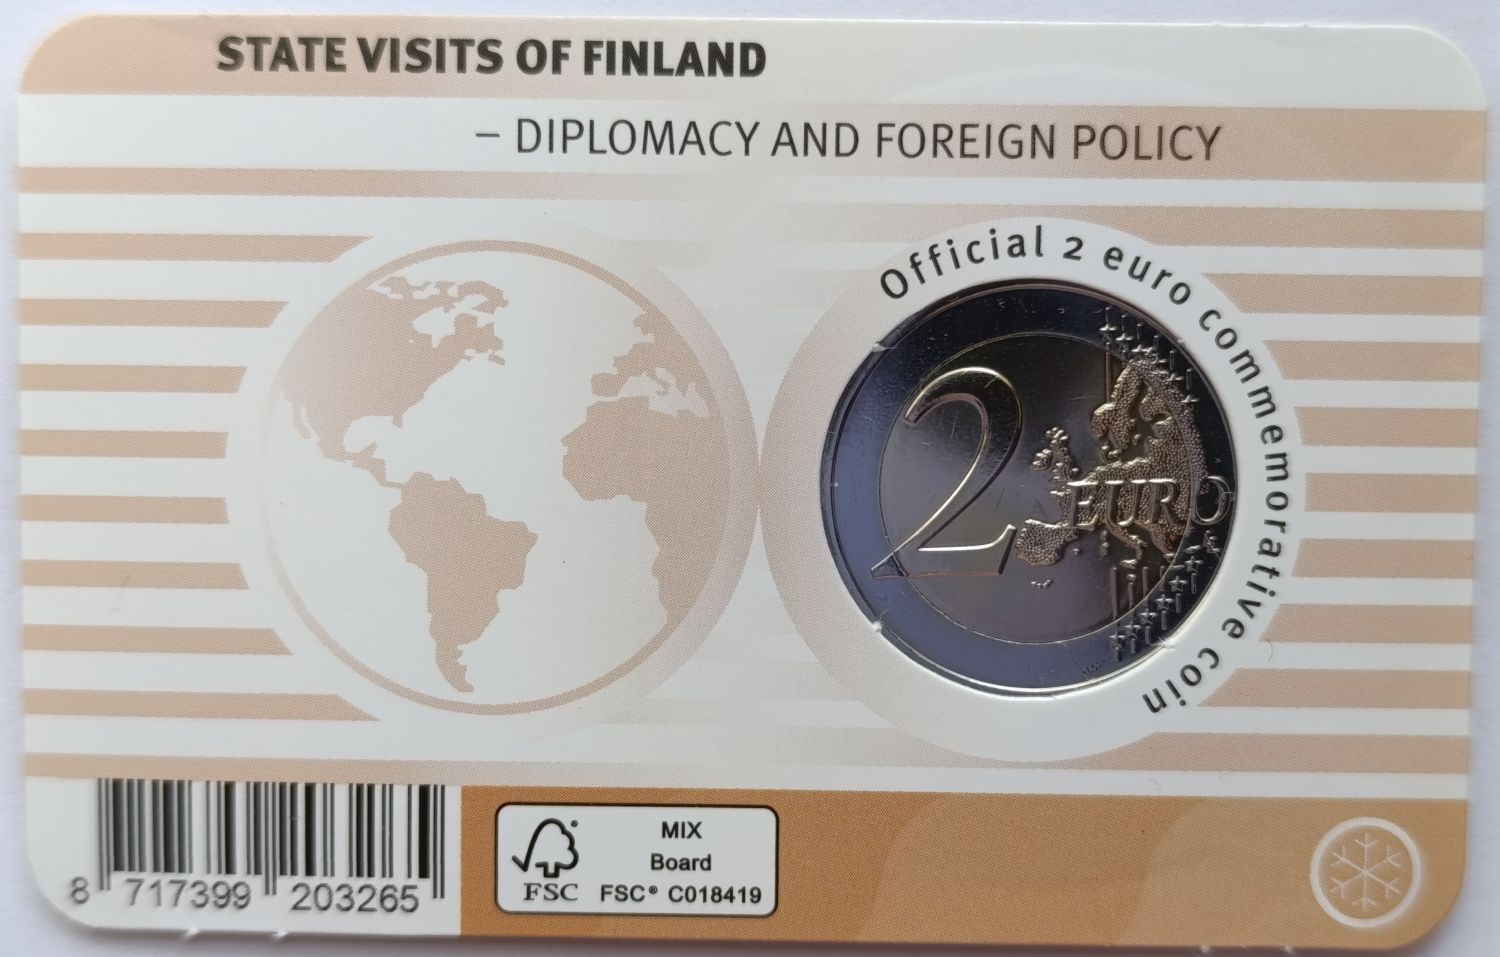 STATE VISITS OF FINLAND
– DIPLOMACY AND FOREIGN POLICY
Official 2 euro commemorative coin
2 EURO
8 717399 203265
FSC
MIX
Board
FSC® C018419